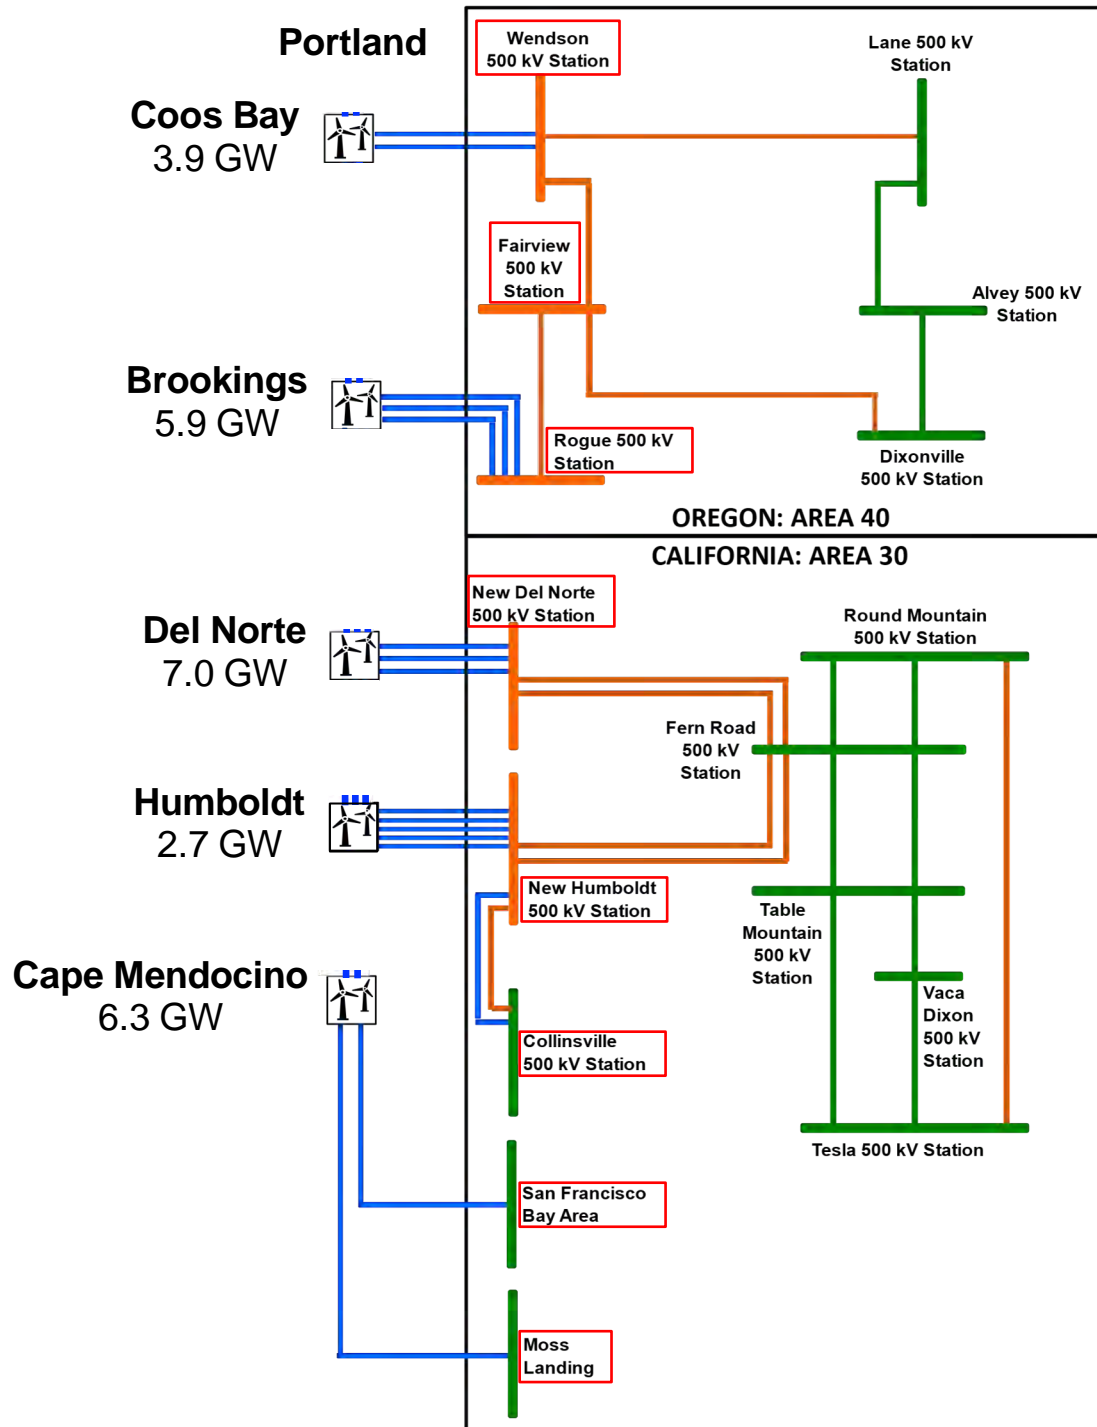 Portland
Wendson
500 kV Station
Lane 500 kV
Station
Coos Bay
3.9 GW
Fairview
500 kV
Station
Alvey 500 kV
Station
Brookings
5.9 GW
Rogue 500 kV
Station
Dixonville
500 kV Station
OREGON: AREA 40
CALIFORNIA: AREA 30
New Del Norte
500 kV Station
Round Mountain
500 kV Station
Del Norte
7.0 GW
Fern Road
500 kV
Station
Humboldt
2.7 GW
New Humboldt
500 kV Station
Table
Mountain
500 kV
Station
Cape Mendocino
6.3 GW
Vaca
Dixon
500 kV
Station
Collinsville
500 kV Station
Tesla 500 kV Station
San Francisco
Bay Area
Moss
Landing